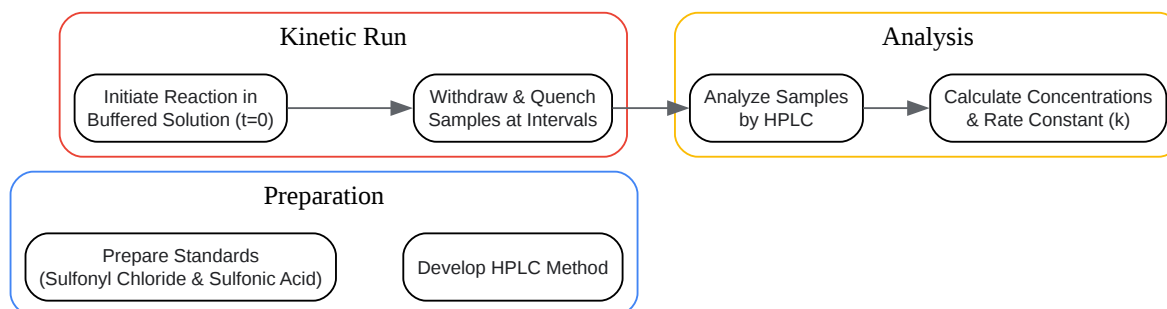 Kinetic Run
Initiate Reaction in
Buffered Solution (t=0)
Withdraw & Quench
Samples at Intervals
Analysis
Analyze Samples
by HPLC
Calculate Concentrations
& Rate Constant (k)
Preparation
Prepare Standards
(Sulfonyl Chloride & Sulfonic Acid)
Develop HPLC Method